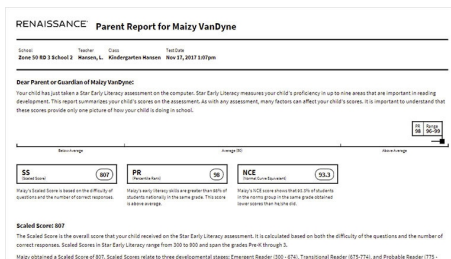 RENAISSANCE® Parent Report for Maizy VanDyne
School Teacher Class Test Date
Zone 50 RD 3 School 2 Hansen, L. Kindergarten Hansen Nov 17, 2017 1:07pm
Dear Parent or Guardian of Maizy VanDyne:
Your child has just taken a Star Early Literacy assessment on the computer. Star Early Literacy measures your child's proficiency in up to nine areas that are important in reading
development. This report summarizes your child's scores on the assessment. As with any assessment, many factors can affect your child's scores. It is important to understand that
these scores provide only one picture of how your child is doing in school.
PR Range
98 96-99
Below Average Average (50) Above Average
SS (Scaled Score) 807
PR (Percentile Rank) 98
NCE (Normal Curve Equivalent) 93.3
Maizy's Scaled Score is based on the difficulty of
questions and the number of correct responses.
Maizy's early literacy skills are greater than 98% of
students nationally in the same grade. This score
is above average.
Maizy's NCE score shows that 93.3% of students
in the norms group in the same grade obtained
lower scores than he/she did.
Scaled Score: 807
The Scaled Score is the overall score that your child received on the Star Early Literacy assessment. It is calculated based on both the difficulty of the questions and the number of
correct responses. Scaled Scores in Star Early Literacy range from 300 to 900 and span the grades Pre-K through 3.
Maizy obtained a Scaled Score of 807. Scaled Scores relate to three developmental stages: Emergent Reader (300 - 674), Transitional Reader (675-774), and Probable Reader (775 -